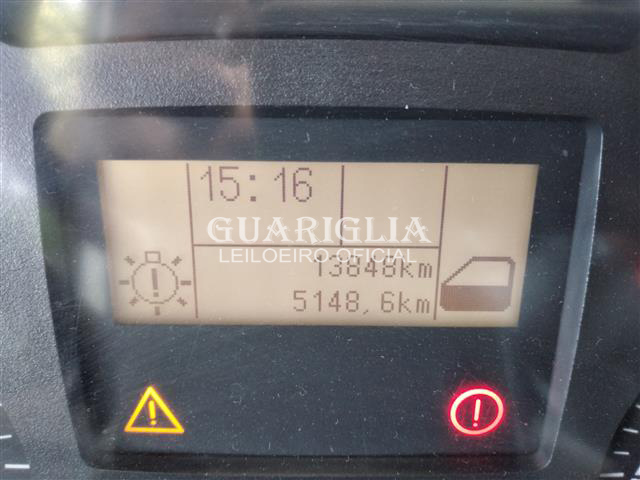 15:16
GUARIGLIA
LEILOEIRO OFICIAL
13848km
5148,6km